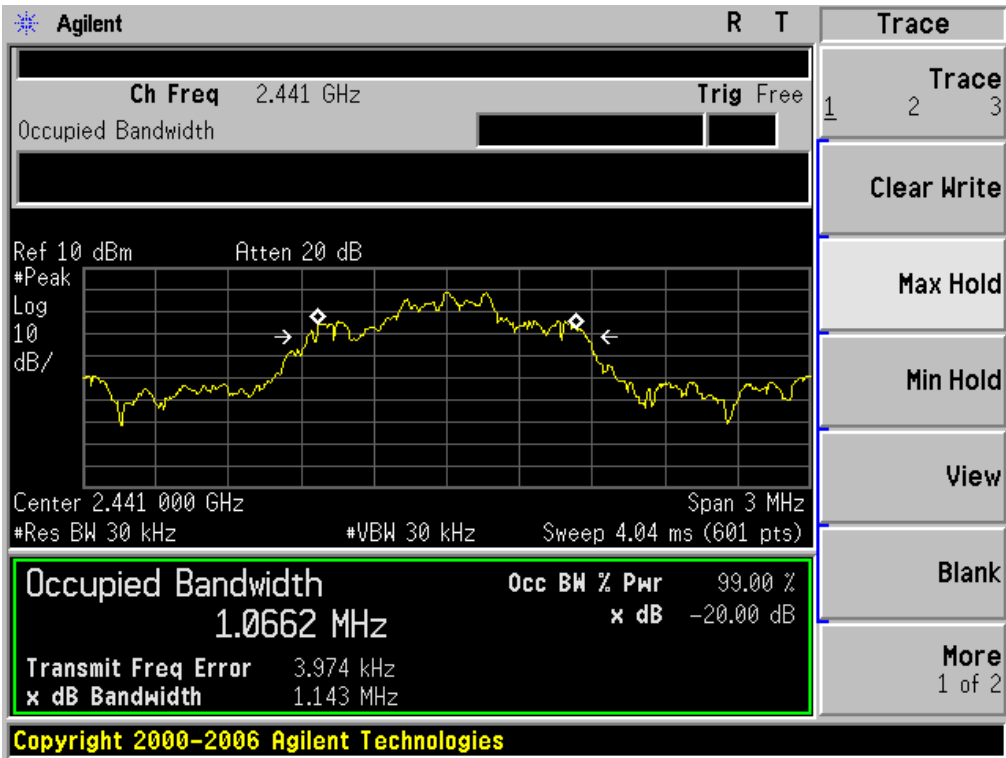 Agilent R T Trace
Ch Freq 2.441 GHz Trig Free
Occupied Bandwidth
Trace
1 2 3
Clear Write
Max Hold
Min Hold
View
Blank
More
1 of 2
Ref 10 dBm Atten 20 dB
#Peak
Log
10
dB/
Center 2.441 000 GHz Span 3 MHz
#Res BW 30 kHz #VBW 30 kHz Sweep 4.04 ms (601 pts)
Occupied Bandwidth Occ BW % Pwr 99.00 %
1.0662 MHz x dB -20.00 dB
Transmit Freq Error 3.974 kHz
x dB Bandwidth 1.143 MHz
Copyright 2000-2006 Agilent Technologies